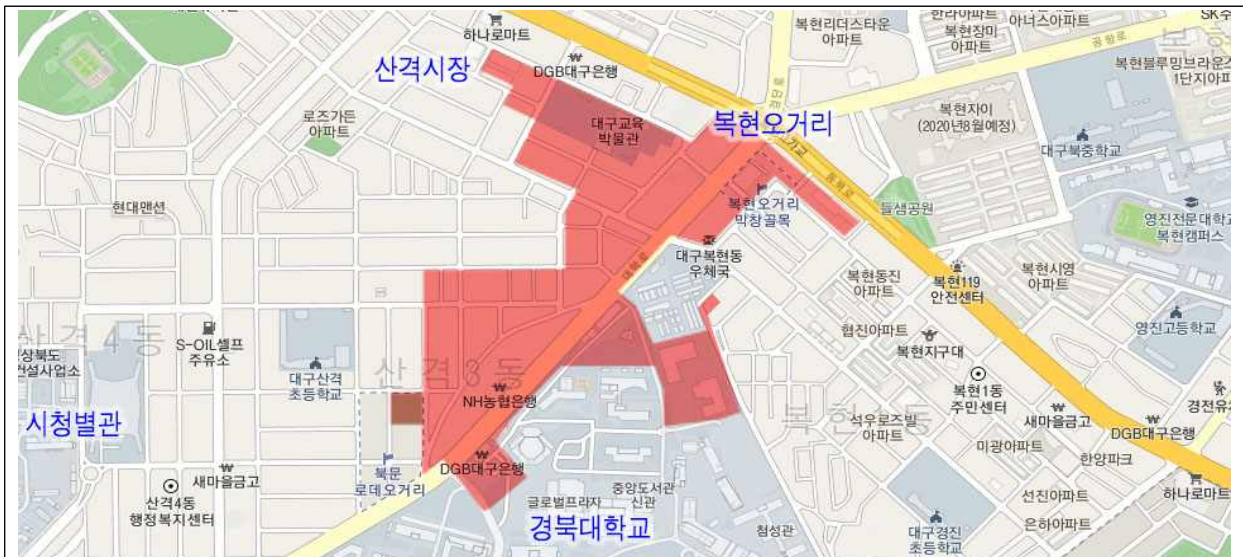 하나로마트
복현리더스타운
아파트
한라아파트
복현장미
아파트
아너스아파트
산격시장
DGB대구은행
공항로
복현블루밍브라운스
1단지아파
로즈가든
아파트
대구교육
박물관
복현오거리
복현자이
(2020년8월예정)
대구북중학교
현대맨션
복현오거리
막창골목
들샘공원
영진전문대학교
복현캠퍼스
대구복현동
우체국
대학로
복현동진
아파트
복현119
안전센터
복현시영
아파트
산격4동
S-OIL셀프
주유소
상북도
건설사업소
대구산격
초등학교
산격3동
협진아파트
복현지구대
영진고등학교
NH농협은행
복현1동
주민센터
시청별관
석우로즈빌
아파트
새마을금고
경전유치
미광아파트
DGB대구은행
한양파크
북문
로데오거리
DGB대구은행
새마을금고
산격4동
행정복지센터
글로벌프라자
중앙도서관
신관
경북대학교
첨성관
대구경진
초등학교
선진아파트
은하아파트
하나로마트